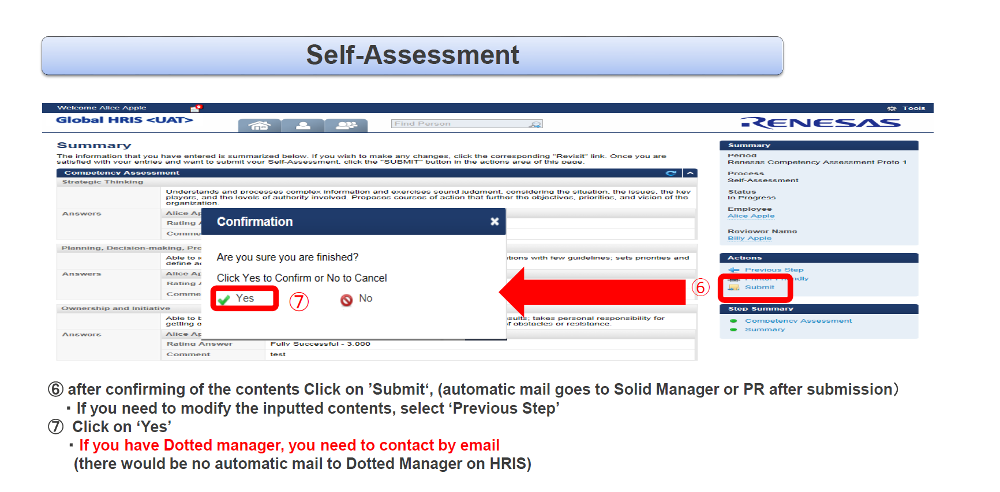 Self-Assessment
Welcome Alice Apple
Tools
Global HRIS <UAT>
Find Person
RENESAS
Summary
The information that you have entered is summarized below. If you wish to make any changes, click the corresponding "Revisit" link. Once you are
satisfied with your entries and want to submit your Self-Assessment, click the "SUBMIT" button in the actions area of this page.
Competency Assessment
Strategic Thinking
Understands and processes complex information and exercises sound judgment, considering the situation, the issues, the key
players, and the levels of authority involved. Proposes courses of action that further the objectives, priorities, and vision of the
organization.
Answers
Alice Ap
Rating
Comme
Planning, Decision-making, Pro
Able to i
tions with few guidelines; sets priorities and
define a
Answers
Alice Ap
Rating
Comme
Ownership and Initiative
Able to b
sults; takes personal responsibility for
getting o
f obstacles or resistance.
Answers
Alice Ap
Rating Answer
Fully Successful - 3.000
Comment
test
Confirmation
Are you sure you are finished?
Click Yes to Confirm or No to Cancel
Yes
⑦
No
⑥
Summary
Period
Renesas Competency Assessment Proto 1
Process
Self-Assessment
Status
In Progress
Employee
Alice Apple
Reviewer Name
Billy Apple
Actions
Previous Step
Printer Friendly
Submit
Step Summary
Competency Assessment
Summary
⑥ after confirming of the contents Click on ’Submit‘, (automatic mail goes to Solid Manager or PR after submission）
・If you need to modify the inputted contents, select ‘Previous Step’
⑦ Click on ‘Yes’
・If you have Dotted manager, you need to contact by email
(there would be no automatic mail to Dotted Manager on HRIS)